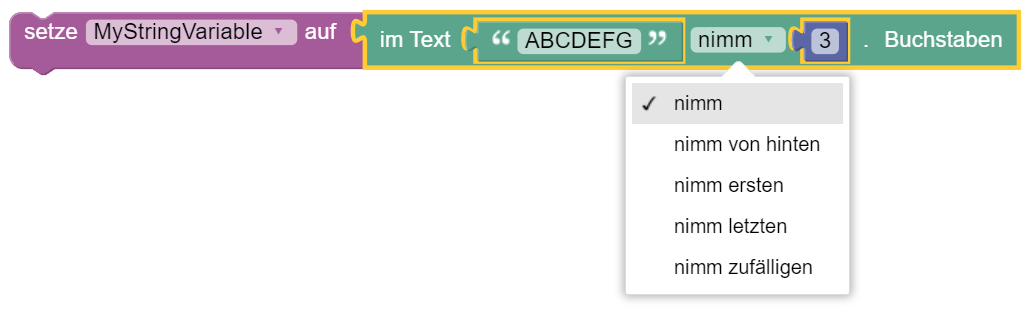 setze MyStringVariable auf im Text “ ABCDEFG ” nimm 3 . Buchstaben
✓ nimm
nimm von hinten
nimm ersten
nimm letzten
nimm zufälligen